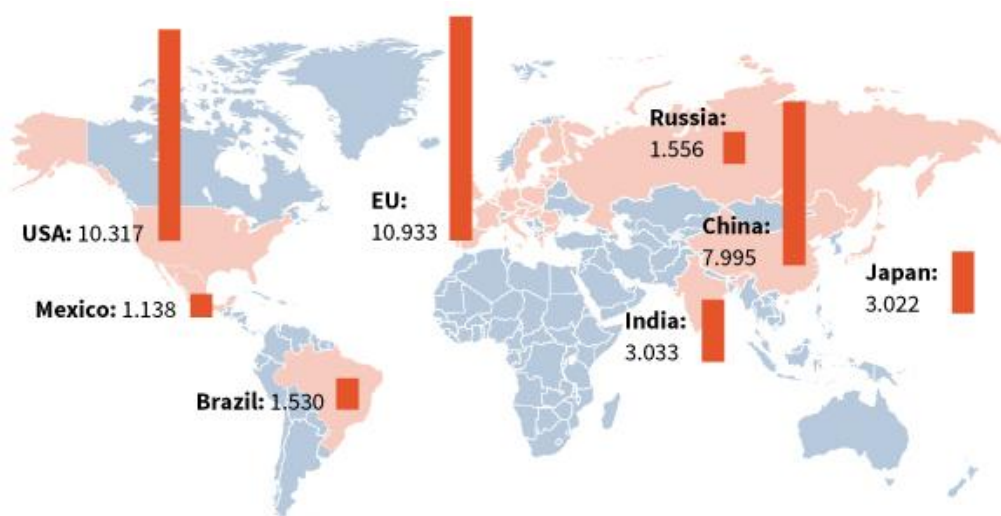 Russia:
1.556
EU:
10.933
USA: 10.317
China:
7.995
Japan:
3.022
Mexico: 1.138
India:
3.033
Brazil: 1.530